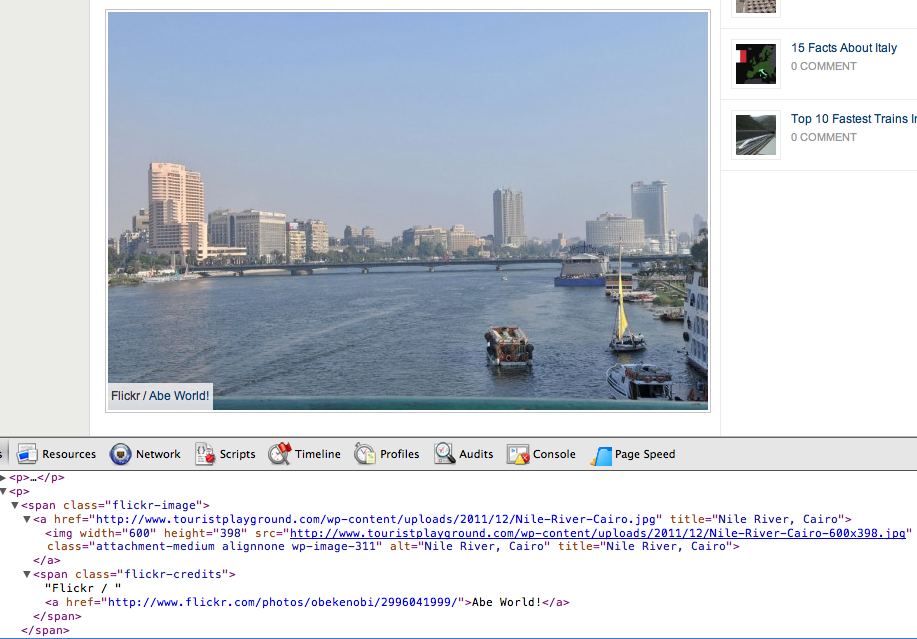 15 Facts About Italy
0 COMMENT
Top 10 Fastest Trains I
0 COMMENT
Flickr / Abe World!
s Resources Network Scripts Timeline Profiles Audits Console Page Speed
▶<p>…</p>
▼<p>
▼<span class="flickr-image">
▼<a href="http://www.touristplayground.com/wp-content/uploads/2011/12/Nile-River-Cairo.jpg" title="Nile River, Cairo">
<img width="600" height="398" src="http://www.touristplayground.com/wp-content/uploads/2011/12/Nile-River-Cairo-600x398.jpg"
class="attachment-medium alignnone wp-image-311" alt="Nile River, Cairo" title="Nile River, Cairo">
</a>
▼<span class="flickr-credits">
"Flickr / "
<a href="http://www.flickr.com/photos/obekenobi/2996041999/">Abe World!</a>
</span>
</span>